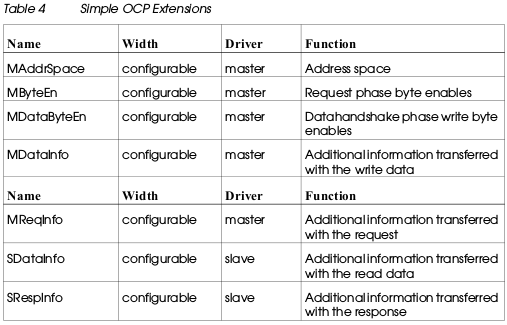 Table 4 Simple OCP Extensions
Name Width Driver Function
MAddrSpace configurable master Address space
MByteEn configurable master Request phase byte enables
MDataByteEn configurable master Datahandshake phase write byte
enables
MDataInfo configurable master Additional information transferred
with the write data
Name Width Driver Function
MReqInfo configurable master Additional information transferred
with the request
SDataInfo configurable slave Additional information transferred
with the read data
SRespInfo configurable slave Additional information transferred
with the response